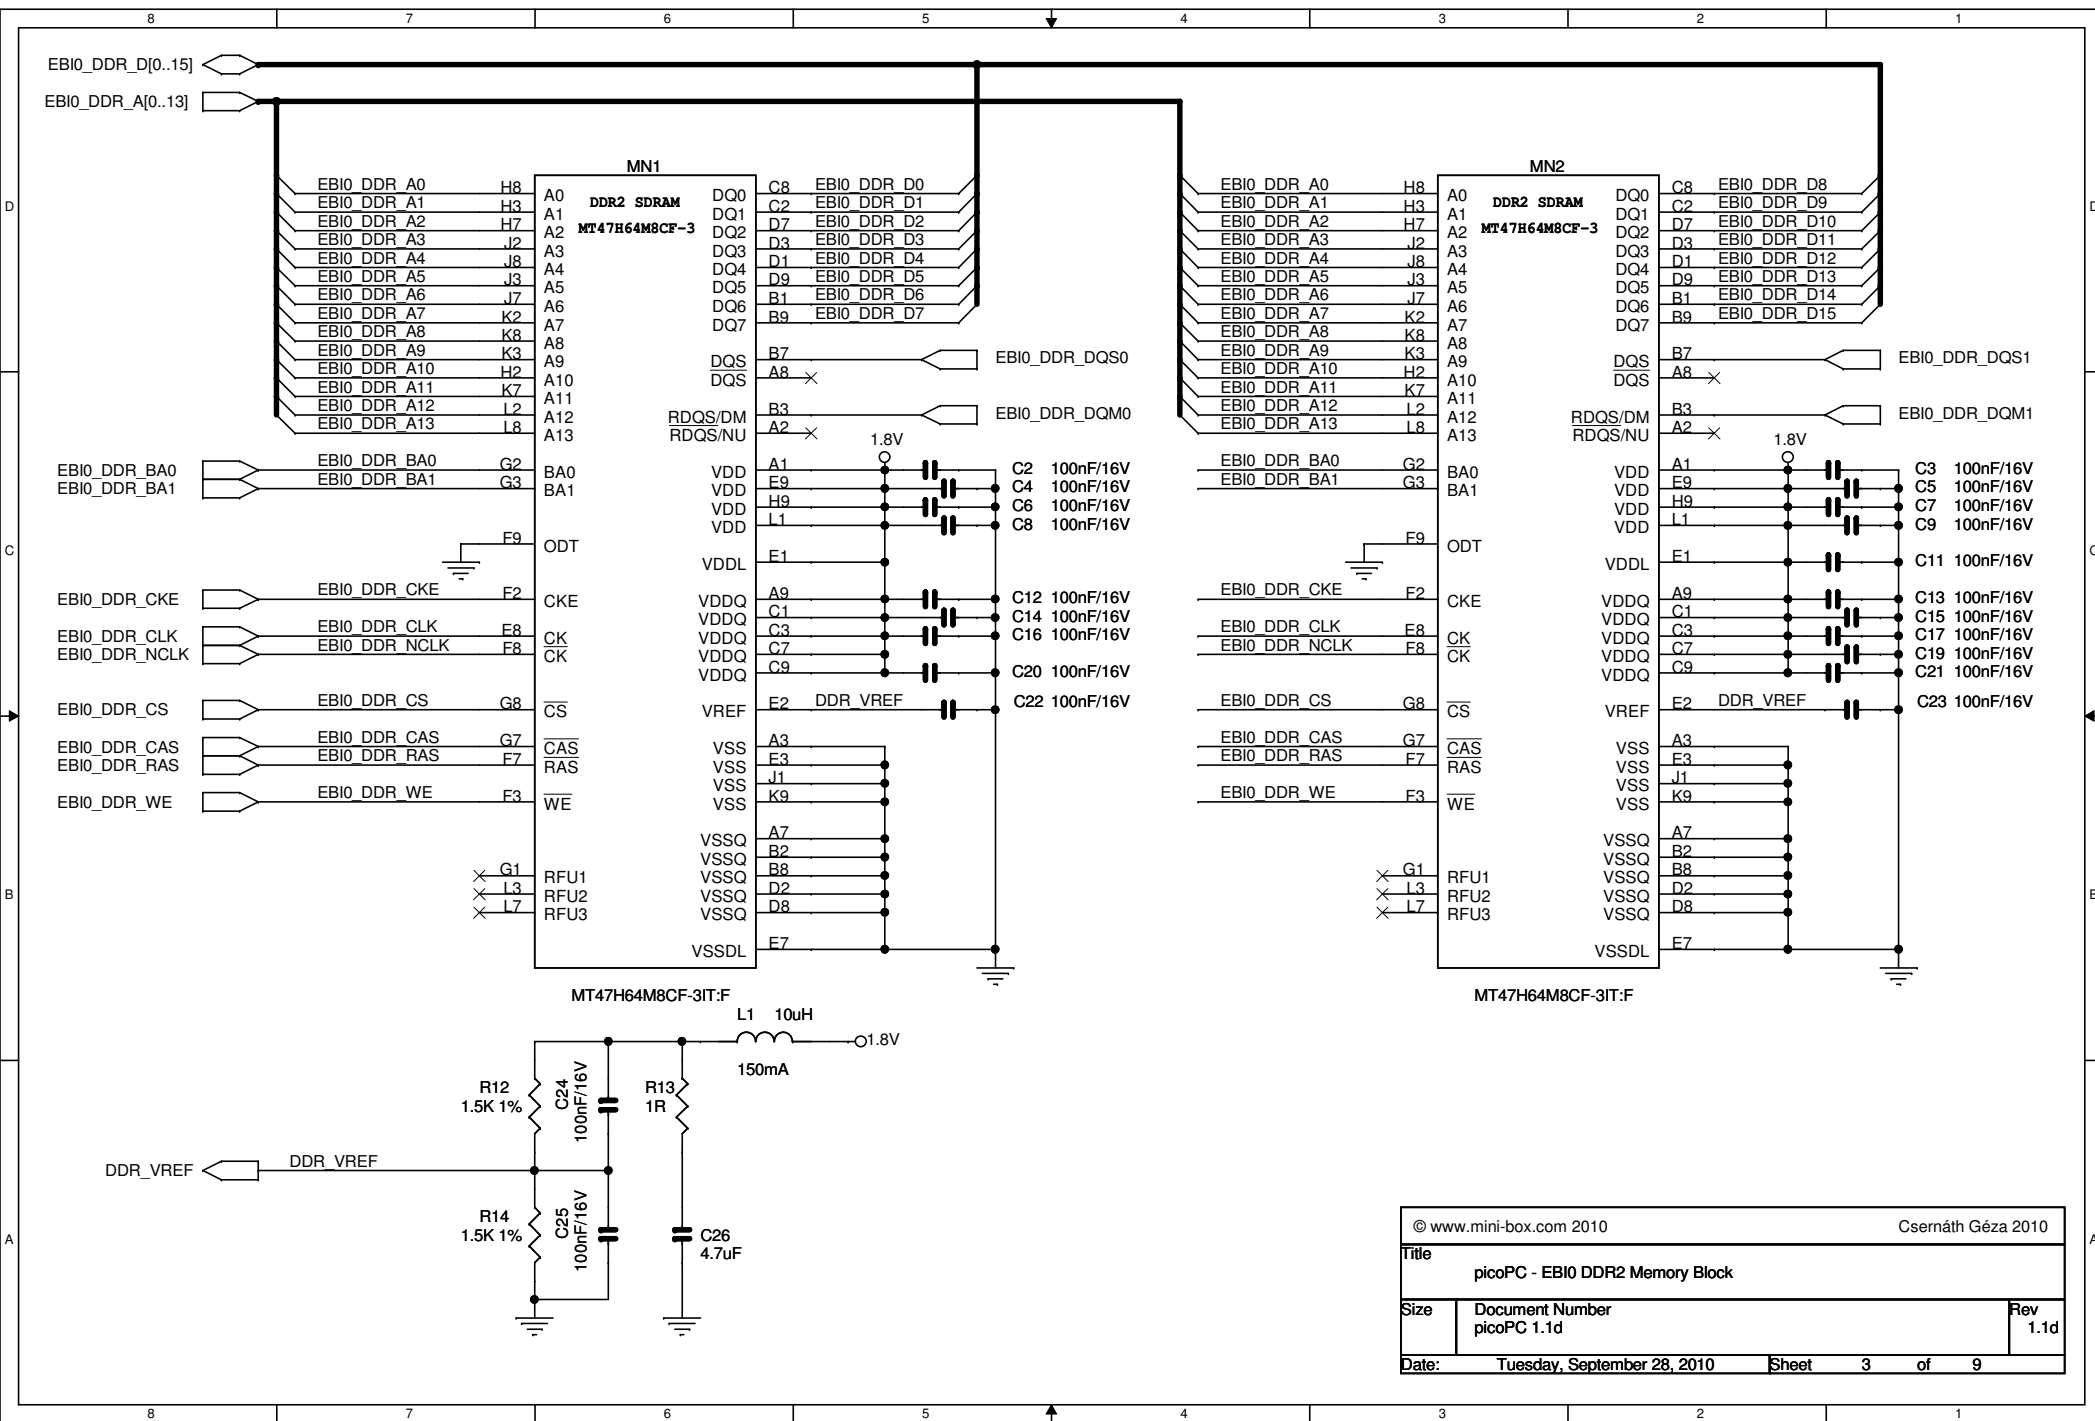 8 7 6 5 4 3 2 1
EBI0_DDR_D[0..15]
EBI0_DDR_A[0..13]
D
C
B
A
MN1
DDR2 SDRAM
MT47H64M8CF-3
EBI0_DDR_A0 H8 A0
EBI0_DDR_A1 H3 A1
EBI0_DDR_A2 H7 A2
EBI0_DDR_A3 J2 A3
EBI0_DDR_A4 J8 A4
EBI0_DDR_A5 J3 A5
EBI0_DDR_A6 J7 A6
EBI0_DDR_A7 K2 A7
EBI0_DDR_A8 K8 A8
EBI0_DDR_A9 K3 A9
EBI0_DDR_A10 H2 A10
EBI0_DDR_A11 K7 A11
EBI0_DDR_A12 L2 A12
EBI0_DDR_A13 L8 A13
EBI0_DDR_BA0 EBI0_DDR_BA0 G2 BA0
EBI0_DDR_BA1 EBI0_DDR_BA1 G3 BA1
F9 ODT
EBI0_DDR_CKE EBI0_DDR_CKE F2 CKE
EBI0_DDR_CLK EBI0_DDR_CLK E8 CK
EBI0_DDR_NCLK EBI0_DDR_NCLK F8 CK
EBI0_DDR_CS EBI0_DDR_CS G8 CS
EBI0_DDR_CAS EBI0_DDR_CAS G7 CAS
EBI0_DDR_RAS EBI0_DDR_RAS F7 RAS
EBI0_DDR_WE EBI0_DDR_WE F3 WE
G1 RFU1
L3 RFU2
L7 RFU3
DQ0 C8 EBI0_DDR_D0
DQ1 C2 EBI0_DDR_D1
DQ2 D7 EBI0_DDR_D2
DQ3 D3 EBI0_DDR_D3
DQ4 D1 EBI0_DDR_D4
DQ5 D9 EBI0_DDR_D5
DQ6 B1 EBI0_DDR_D6
DQ7 B9 EBI0_DDR_D7
DQS B7 EBI0_DDR_DQS0
DQS A8
RDQS/DM B3 EBI0_DDR_DQM0
RDQS/NU A2
1.8V
VDD A1 C2 100nF/16V
VDD E9 C4 100nF/16V
VDD H9 C6 100nF/16V
VDD L1 C8 100nF/16V
VDDL E1
VDDQ A9 C12 100nF/16V
VDDQ C1 C14 100nF/16V
VDDQ C3 C16 100nF/16V
VDDQ C7
VDDQ C9 C20 100nF/16V
VREF E2 DDR_VREF C22 100nF/16V
VSS A3
VSS E3
VSS J1
VSS K9
VSSQ A7
VSSQ B2
VSSQ B8
VSSQ D2
VSSQ D8
VSSDL E7
MT47H64M8CF-3IT:F
MN2
DDR2 SDRAM
MT47H64M8CF-3
EBI0_DDR_A0 H8 A0
EBI0_DDR_A1 H3 A1
EBI0_DDR_A2 H7 A2
EBI0_DDR_A3 J2 A3
EBI0_DDR_A4 J8 A4
EBI0_DDR_A5 J3 A5
EBI0_DDR_A6 J7 A6
EBI0_DDR_A7 K2 A7
EBI0_DDR_A8 K8 A8
EBI0_DDR_A9 K3 A9
EBI0_DDR_A10 H2 A10
EBI0_DDR_A11 K7 A11
EBI0_DDR_A12 L2 A12
EBI0_DDR_A13 L8 A13
EBI0_DDR_BA0 G2 BA0
EBI0_DDR_BA1 G3 BA1
F9 ODT
EBI0_DDR_CKE F2 CKE
EBI0_DDR_CLK E8 CK
EBI0_DDR_NCLK F8 CK
EBI0_DDR_CS G8 CS
EBI0_DDR_CAS G7 CAS
EBI0_DDR_RAS F7 RAS
EBI0_DDR_WE F3 WE
G1 RFU1
L3 RFU2
L7 RFU3
DQ0 C8 EBI0_DDR_D8
DQ1 C2 EBI0_DDR_D9
DQ2 D7 EBI0_DDR_D10
DQ3 D3 EBI0_DDR_D11
DQ4 D1 EBI0_DDR_D12
DQ5 D9 EBI0_DDR_D13
DQ6 B1 EBI0_DDR_D14
DQ7 B9 EBI0_DDR_D15
DQS B7 EBI0_DDR_DQS1
DQS A8
RDQS/DM B3 EBI0_DDR_DQM1
RDQS/NU A2
1.8V
VDD A1 C3 100nF/16V
VDD E9 C5 100nF/16V
VDD H9 C7 100nF/16V
VDD L1 C9 100nF/16V
VDDL E1 C11 100nF/16V
VDDQ A9 C13 100nF/16V
VDDQ C1 C15 100nF/16V
VDDQ C3 C17 100nF/16V
VDDQ C7 C19 100nF/16V
VDDQ C9 C21 100nF/16V
VREF E2 DDR_VREF C23 100nF/16V
VSS A3
VSS E3
VSS J1
VSS K9
VSSQ A7
VSSQ B2
VSSQ B8
VSSQ D2
VSSQ D8
VSSDL E7
MT47H64M8CF-3IT:F
L1 10uH
1.8V
150mA
R12
1.5K 1%
C24
100nF/16V
R13
1R
DDR_VREF DDR_VREF
R14
1.5K 1%
C25
100nF/16V
C26
4.7uF
© www.mini-box.com 2010 Csernáth Géza 2010
Title
picoPC - EBI0 DDR2 Memory Block
Size Document Number Rev
picoPC 1.1d 1.1d
Date: Tuesday, September 28, 2010 Sheet 3 of 9
D
C
B
A
8 7 6 5 4 3 2 1